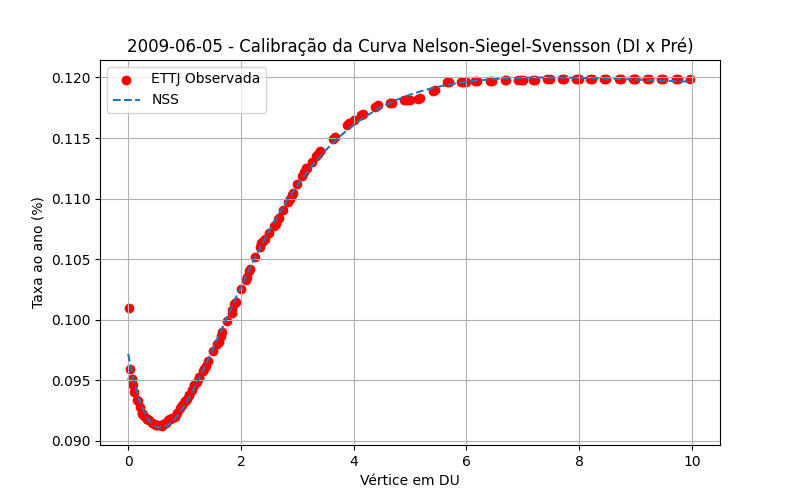 2009-06-05 - Calibração da Curva Nelson-Siegel-Svensson (DI x Pré)
ETTJ Observada
NSS
Taxa ao ano (%)
0.120
0.115
0.110
0.105
0.100
0.095
0.090
0 2 4 6 8 10
Vértice em DU